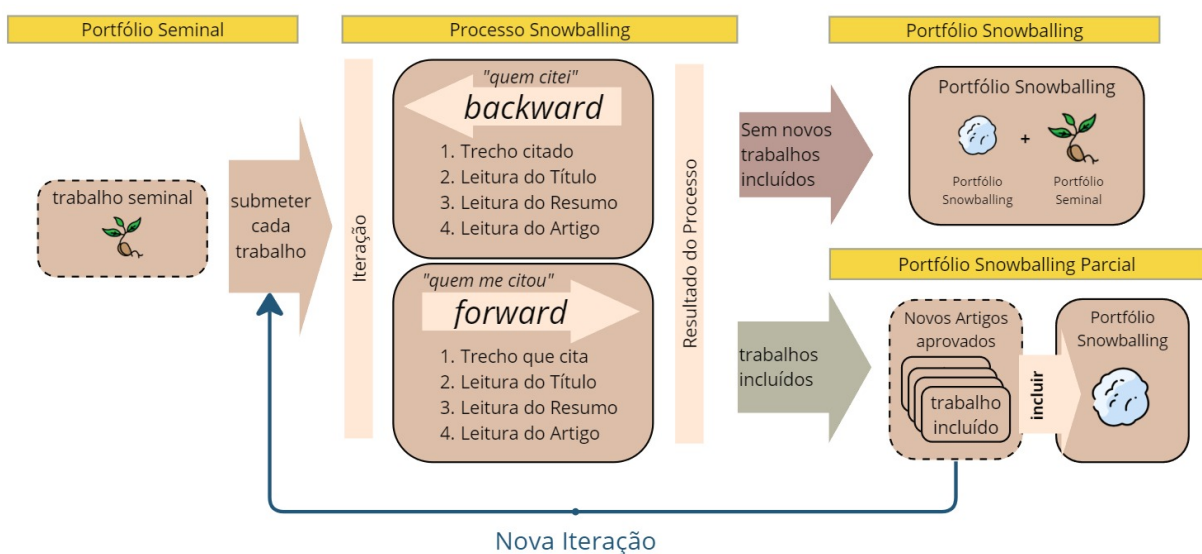 Portfólio Seminal
trabalho seminal
submeter
cada
trabalho
Processo Snowballing
Iteração
"quem citei"
backward
1. Trecho citado
2. Leitura do Título
3. Leitura do Resumo
4. Leitura do Artigo
"quem me citou"
forward
1. Trecho que cita
2. Leitura do Título
3. Leitura do Resumo
4. Leitura do Artigo
Resultado do Processo
Sem novos
trabalhos
incluídos
Portfólio Snowballing
Portfólio Snowballing
+
Portfólio
Snowballing
Portfólio
Seminal
trabalhos
incluídos
Portfólio Snowballing Parcial
Novos Artigos
aprovados
trabalho
incluído
incluir
Portfólio
Snowballing
Nova Iteração